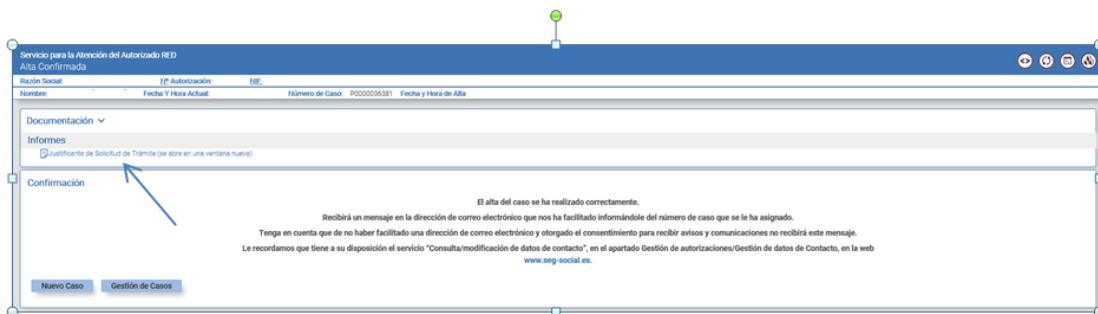 Servicio para la Atención del Autorizado RED
Alta Confirmada
Razón Social: Nº Autorización: NIF:
Nombre: Fecha Y Hora Actual: Número de Caso: P0000036381 Fecha y Hora de Alta
Documentación
Informes
Justificante de Solicitud de Trámite (se abre en una ventana nueva)
Confirmación
El alta del caso se ha realizado correctamente.
Recibirá un mensaje en la dirección de correo electrónico que nos ha facilitado informándole del número de caso que se le ha asignado.
Tenga en cuenta que de no haber facilitado una dirección de correo electrónico y otorgado el consentimiento para recibir avisos y comunicaciones no recibirá este mensaje.
Le recordamos que tiene a su disposición el servicio "Consulta/modificación de datos de contacto", en el apartado Gestión de autorizaciones/Gestión de datos de Contacto, en la web
www.seg-social.es.
Nuevo Caso Gestión de Casos